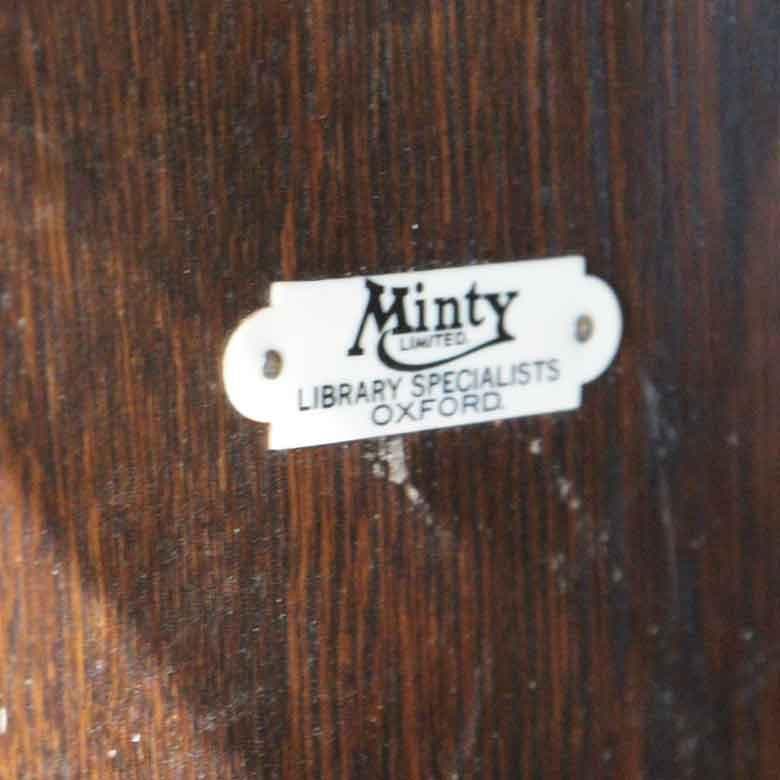 Minty
LIMITED.
LIBRARY SPECIALISTS
OXFORD.